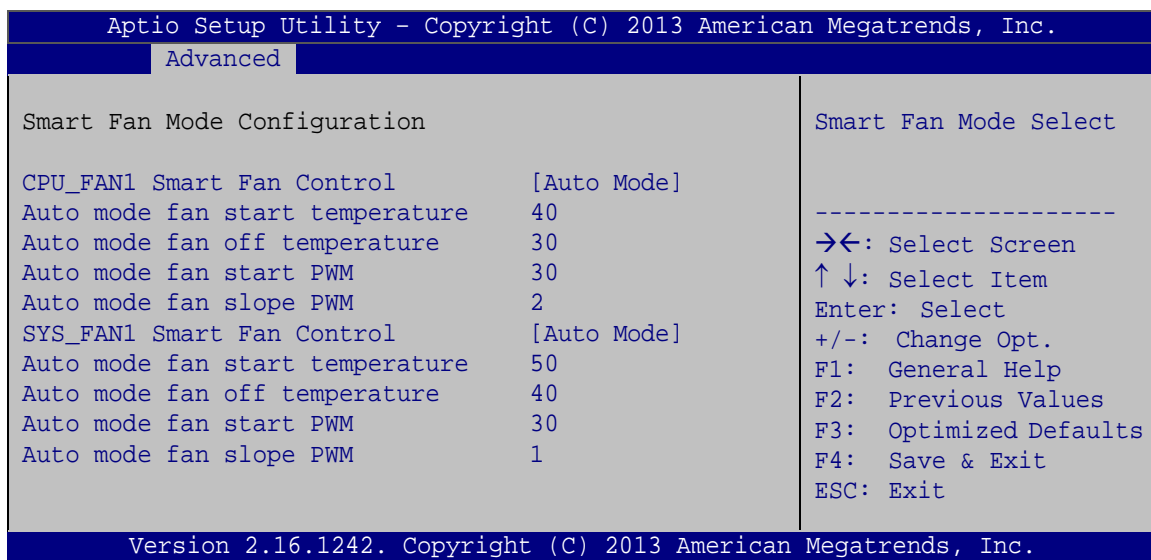 Aptio Setup Utility – Copyright (C) 2013 American Megatrends, Inc.
Advanced
Smart Fan Mode Configuration
CPU_FAN1 Smart Fan Control [Auto Mode]
Auto mode fan start temperature 40
Auto mode fan off temperature 30
Auto mode fan start PWM 30
Auto mode fan slope PWM 2
SYS_FAN1 Smart Fan Control [Auto Mode]
Auto mode fan start temperature 50
Auto mode fan off temperature 40
Auto mode fan start PWM 30
Auto mode fan slope PWM 1
Smart Fan Mode Select
---------------------
→←: Select Screen
↑ ↓: Select Item
Enter: Select
+/-: Change Opt.
F1: General Help
F2: Previous Values
F3: Optimized Defaults
F4: Save & Exit
ESC: Exit
Version 2.16.1242. Copyright (C) 2013 American Megatrends, Inc.